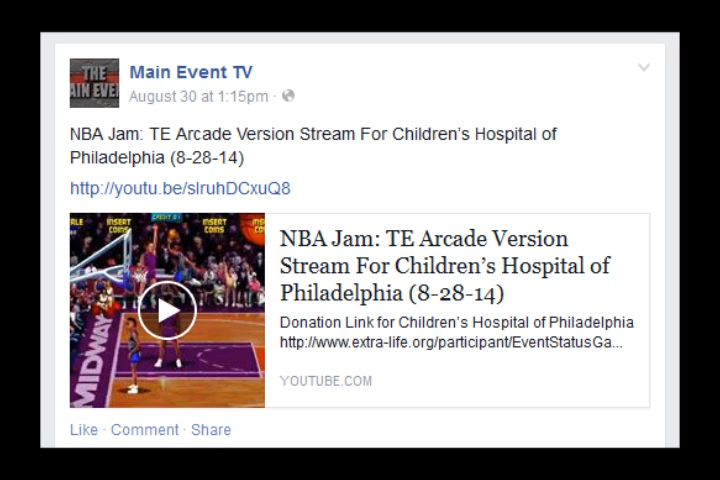 THE
AIN EVE
Main Event TV
August 30 at 1:15pm ·
NBA Jam: TE Arcade Version Stream For Children's Hospital of
Philadelphia (8-28-14)
http://youtu.be/slruhDCxuQ8
INSERT
COINS
CREDIT
INSERT
COINS
INSERT
COINS
MIDWAY
NBA Jam: TE Arcade Version
Stream For Children's Hospital of
Philadelphia (8-28-14)
Donation Link for Children's Hospital of Philadelphia
http://www.extra-life.org/participant/EventStatusGa...
YOUTUBE.COM
Like · Comment · Share